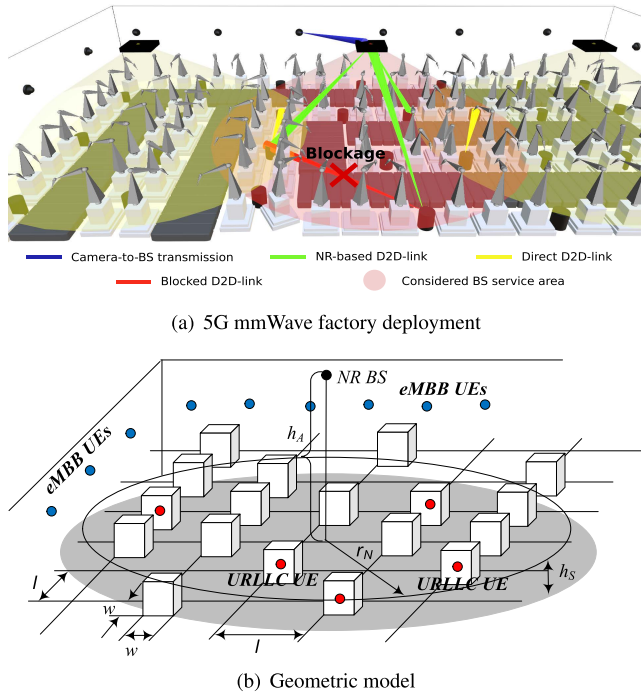 Blockage
Camera-to-BS transmission NR-based D2D-link Direct D2D-link
Blocked D2D-link Considered BS service area
(a) 5G mmWave factory deployment
NR BS
eMBB UEs
h_A
eMBB UEs
r_N
URLLC UE URLLC UE
h_S
l
w
w
l
(b) Geometric model